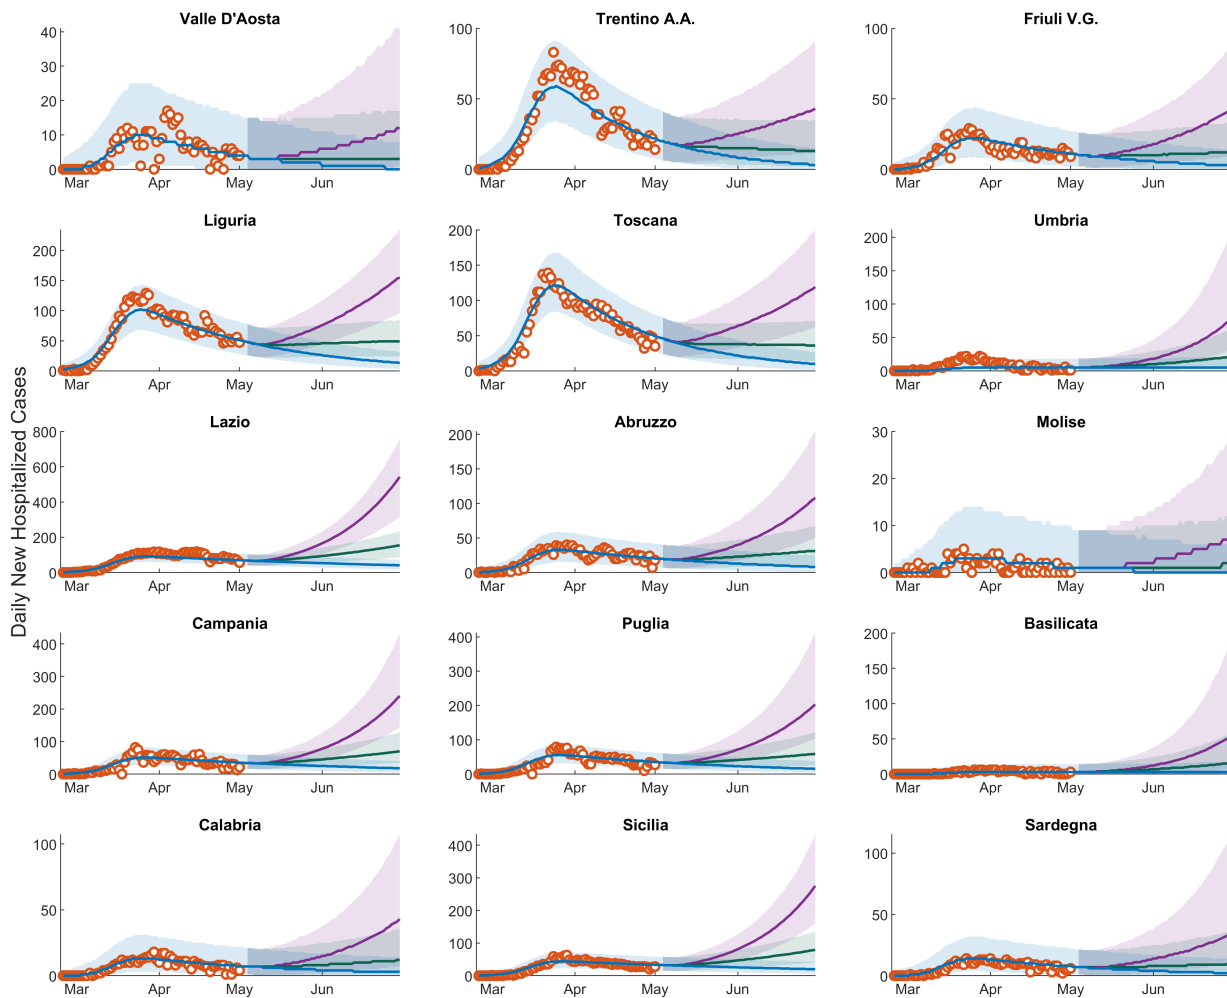 Valle D'Aosta
Trentino A.A.
Friuli V.G.
40
30
20
10
0
Mar Apr May Jun
100
50
0
Mar Apr May Jun
100
50
0
Mar Apr May Jun
Liguria
Toscana
Umbria
200
150
100
50
0
Mar Apr May Jun
200
150
100
50
0
Mar Apr May Jun
200
150
100
50
0
Mar Apr May Jun
Daily New Hospitalized Cases
Lazio
Abruzzo
Molise
800
600
400
200
0
Mar Apr May Jun
200
150
100
50
0
Mar Apr May Jun
30
20
10
0
Mar Apr May Jun
Campania
Puglia
Basilicata
400
300
200
100
0
Mar Apr May Jun
400
300
200
100
0
Mar Apr May Jun
200
150
100
50
0
Mar Apr May Jun
Calabria
Sicilia
Sardegna
100
50
0
Mar Apr May Jun
400
300
200
100
0
Mar Apr May Jun
100
50
0
Mar Apr May Jun